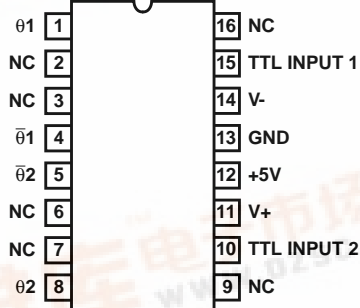 θ1 1 16 NC
NC 2 15 TTL INPUT 1
NC 3 14 V-
θ̅1 4 13 GND
θ̅2 5 12 +5V
NC 6 11 V+
NC 7 10 TTL INPUT 2
θ2 8 9 NC